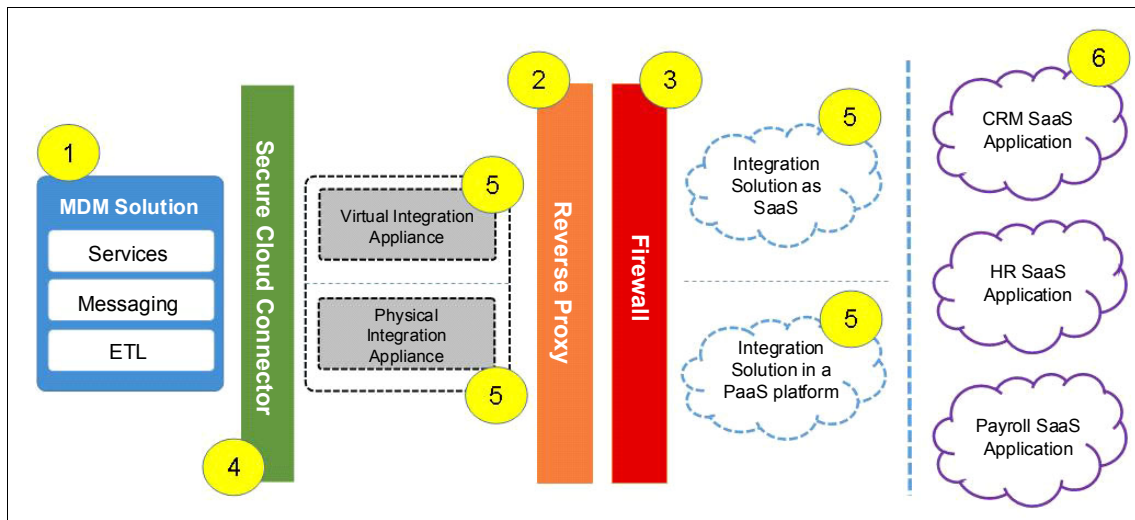 1
MDM Solution
Services
Messaging
ETL
Secure Cloud Connector
4
5
Virtual Integration
Appliance
Physical
Integration
Appliance
5
2
Reverse Proxy
3
Firewall
5
Integration
Solution as
SaaS
5
Integration
Solution in a
PaaS platform
6
CRM SaaS
Application
HR SaaS
Application
Payroll SaaS
Application